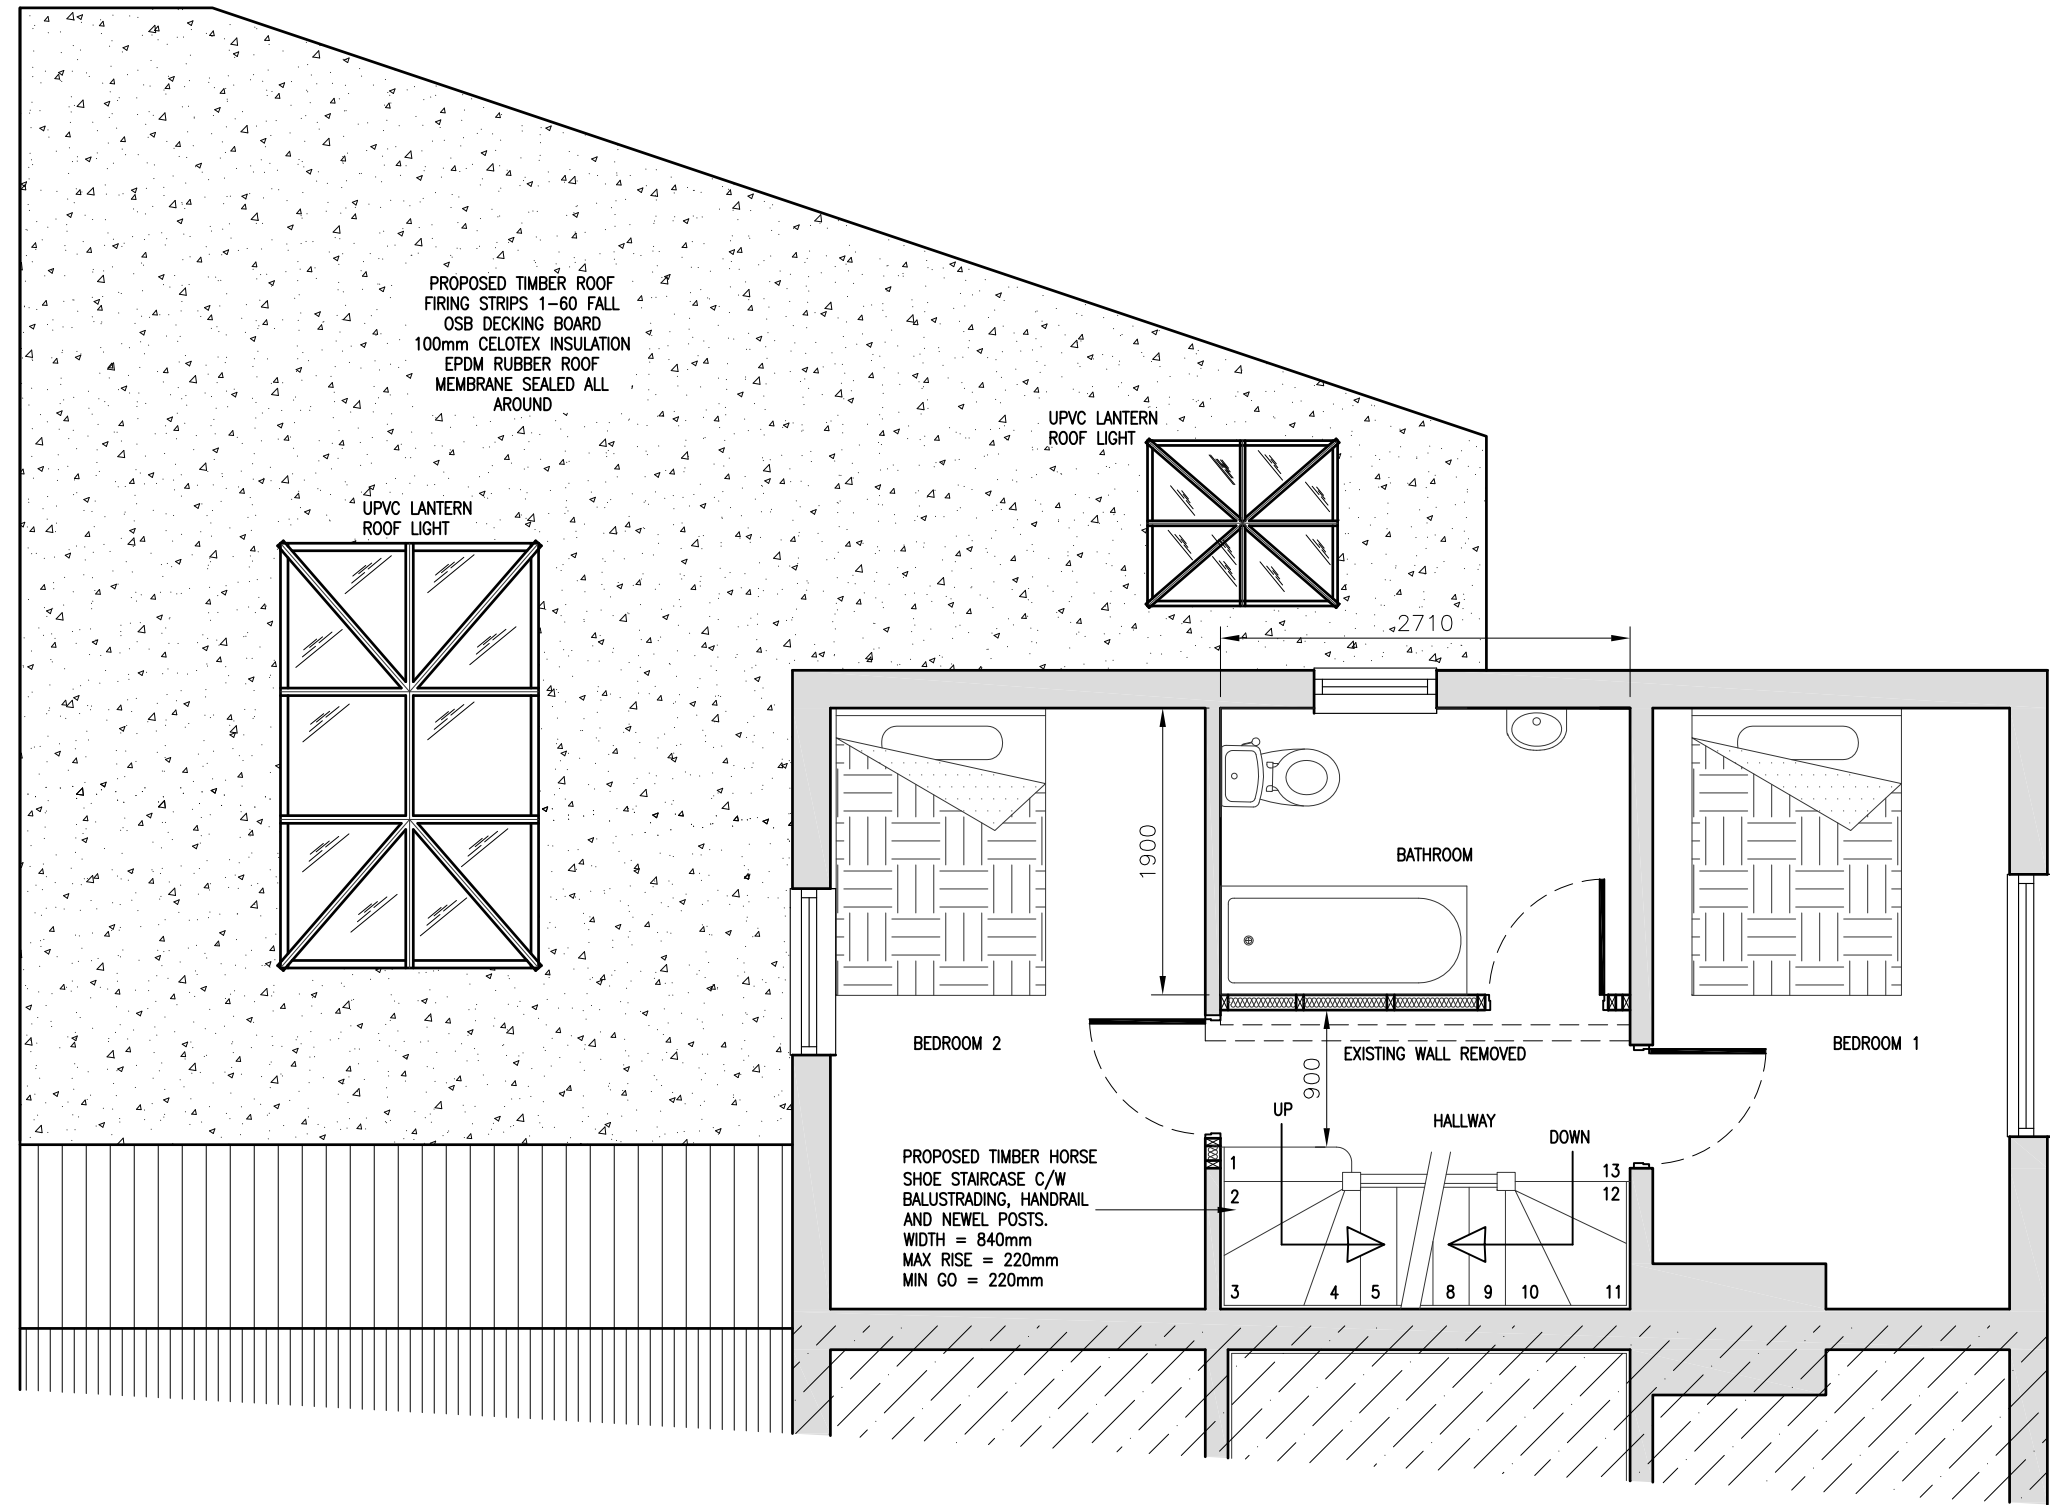 PROPOSED TIMBER ROOF
FIRING STRIPS 1-60 FALL
OSB DECKING BOARD
100mm CELOTEX INSULATION
EPDM RUBBER ROOF
MEMBRANE SEALED ALL
AROUND
UPVC LANTERN
ROOF LIGHT
UPVC LANTERN
ROOF LIGHT
2710
1900
BATHROOM
BEDROOM 2
EXISTING WALL REMOVED
BEDROOM 1
900
UP
HALLWAY
DOWN
PROPOSED TIMBER HORSE
SHOE STAIRCASE C/W
BALUSTRADING, HANDRAIL
AND NEWEL POSTS.
WIDTH = 840mm
MAX RISE = 220mm
MIN GO = 220mm
1
2
3
4
5
8
9
10
11
12
13